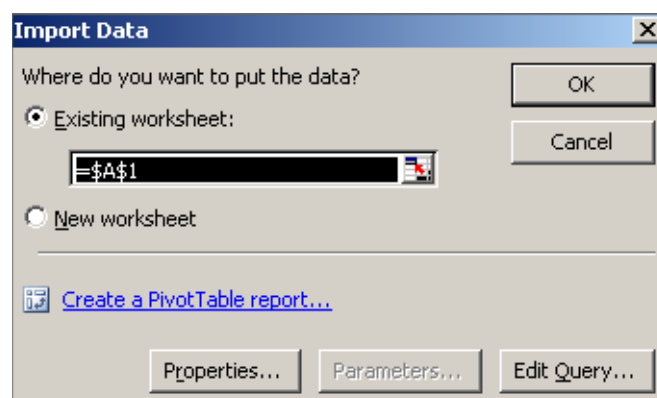 Import Data
Where do you want to put the data?
OK
Existing worksheet:
Cancel
=$A$1
New worksheet
Create a PivotTable report...
Properties... Parameters... Edit Query...